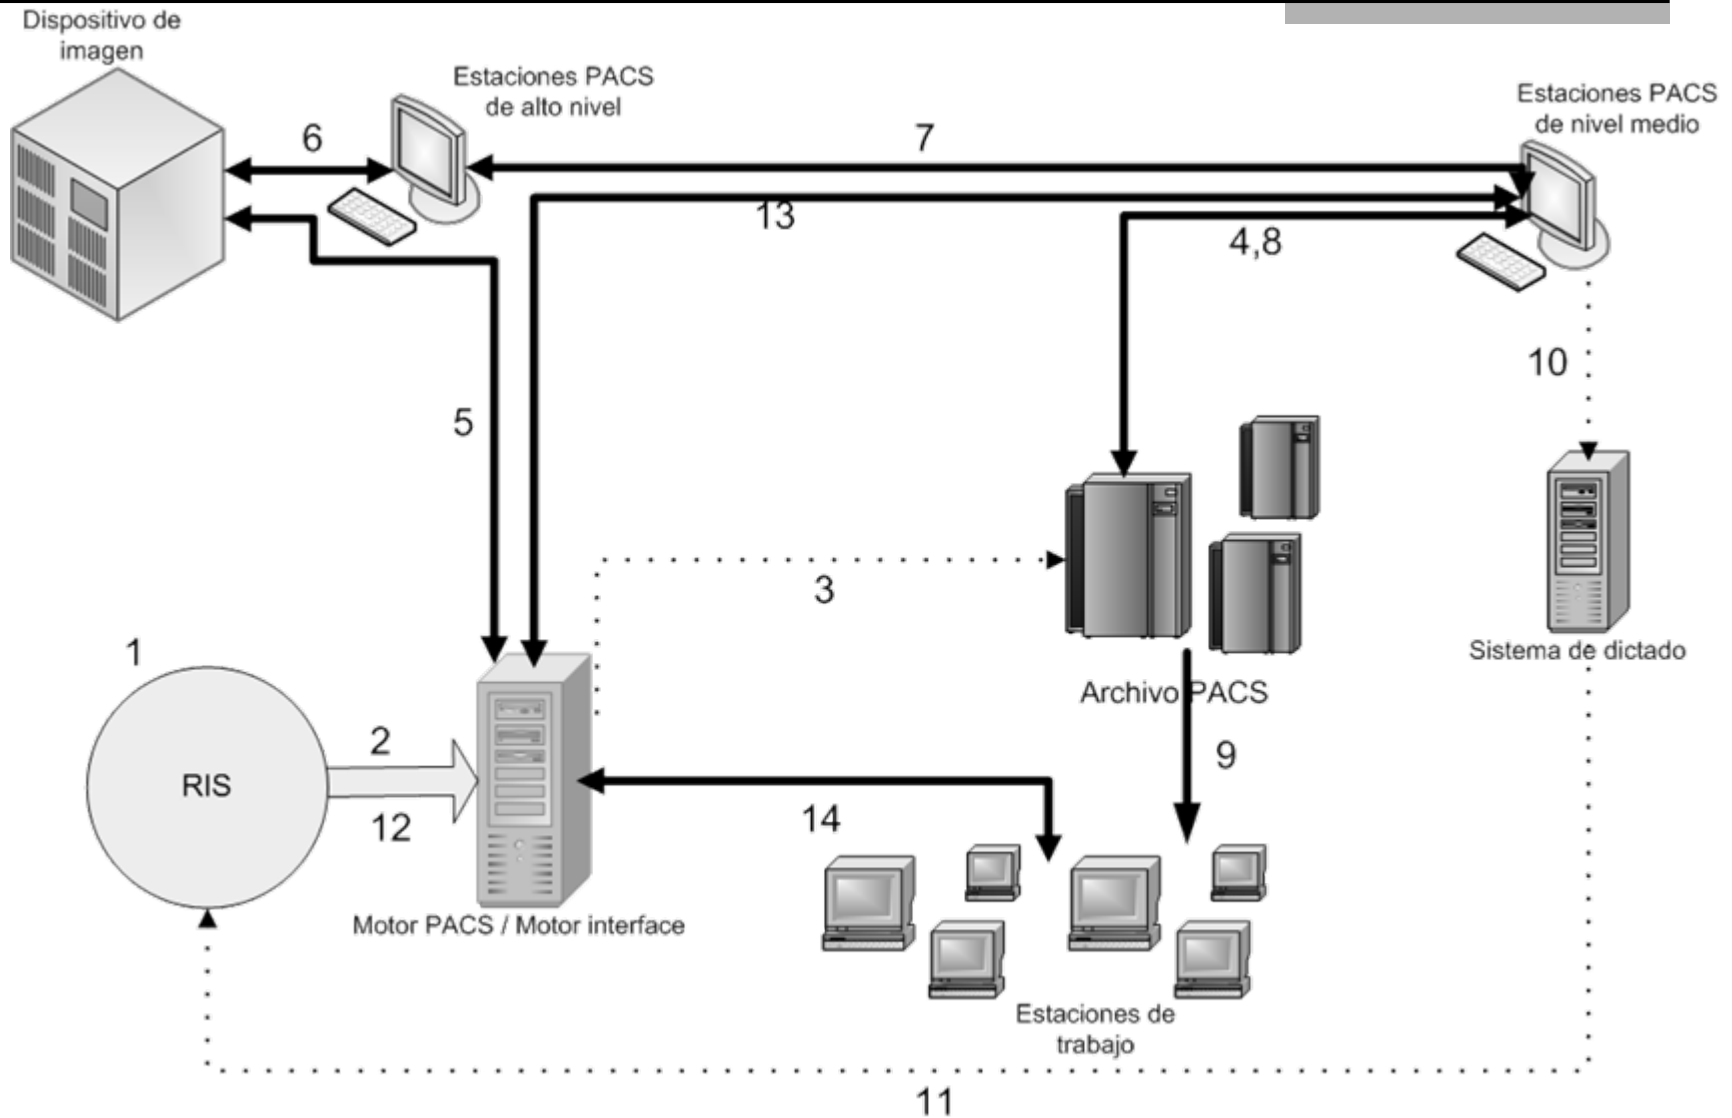 Dispositivo de
imagen
Estaciones PACS
de alto nivel
Estaciones PACS
de nivel medio
6
7
13
4,8
10
5
3
1
Sistema de dictado
Archivo PACS
2
9
RIS
12
14
Motor PACS / Motor interface
Estaciones de
trabajo
11